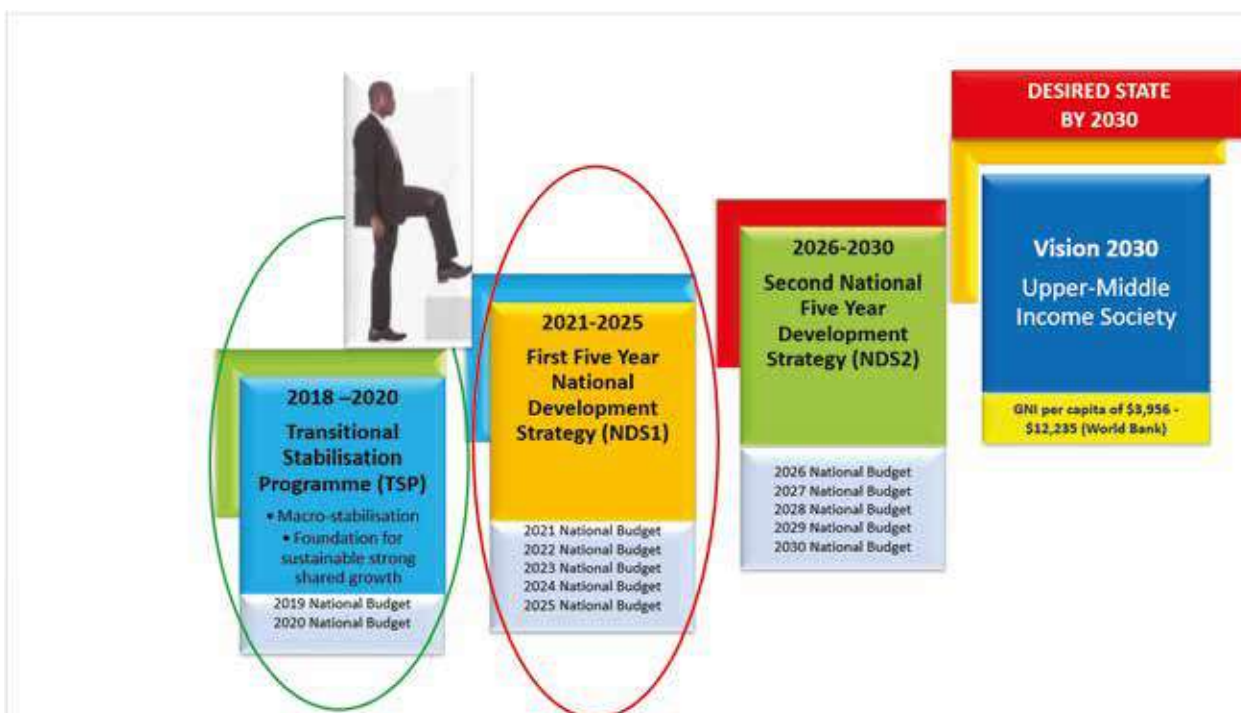 2018 –2020
Transitional
Stabilisation
Programme (TSP)
• Macro-stabilisation
• Foundation for
sustainable strong
shared growth
2019 National Budget
2020 National Budget
2021-2025
First Five Year
National
Development
Strategy (NDS1)
2021 National Budget
2022 National Budget
2023 National Budget
2024 National Budget
2025 National Budget
2026-2030
Second National
Five Year
Development
Strategy (NDS2)
2026 National Budget
2027 National Budget
2028 National Budget
2029 National Budget
2030 National Budget
DESIRED STATE
BY 2030
Vision 2030
Upper-Middle
Income Society
GNI per capita of $3,956 -
$12,235 (World Bank)